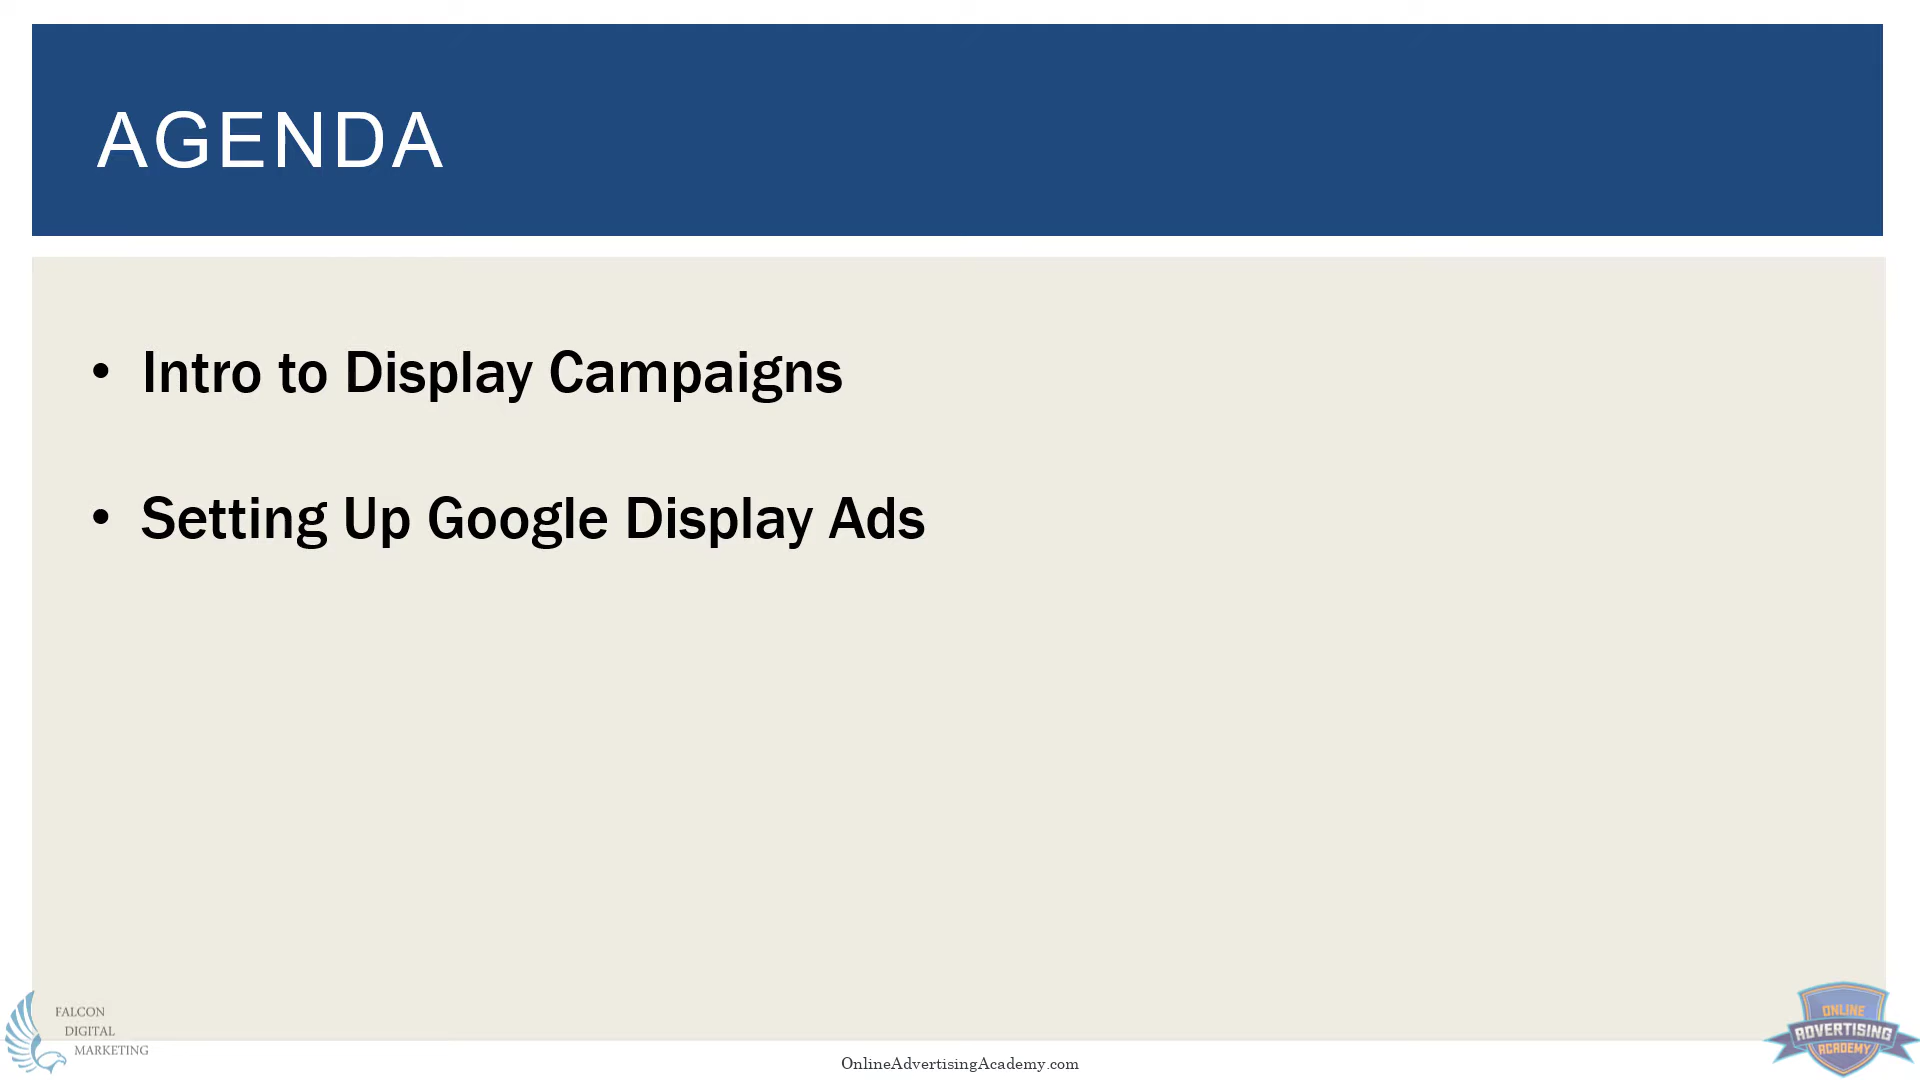 AGENDA
• Intro to Display Campaigns
• Setting Up Google Display Ads
FALCON
DIGITAL
MARKETING
OnlineAdvertisingAcademy.com
ONLINE
ADVERTISING
ACADEMY